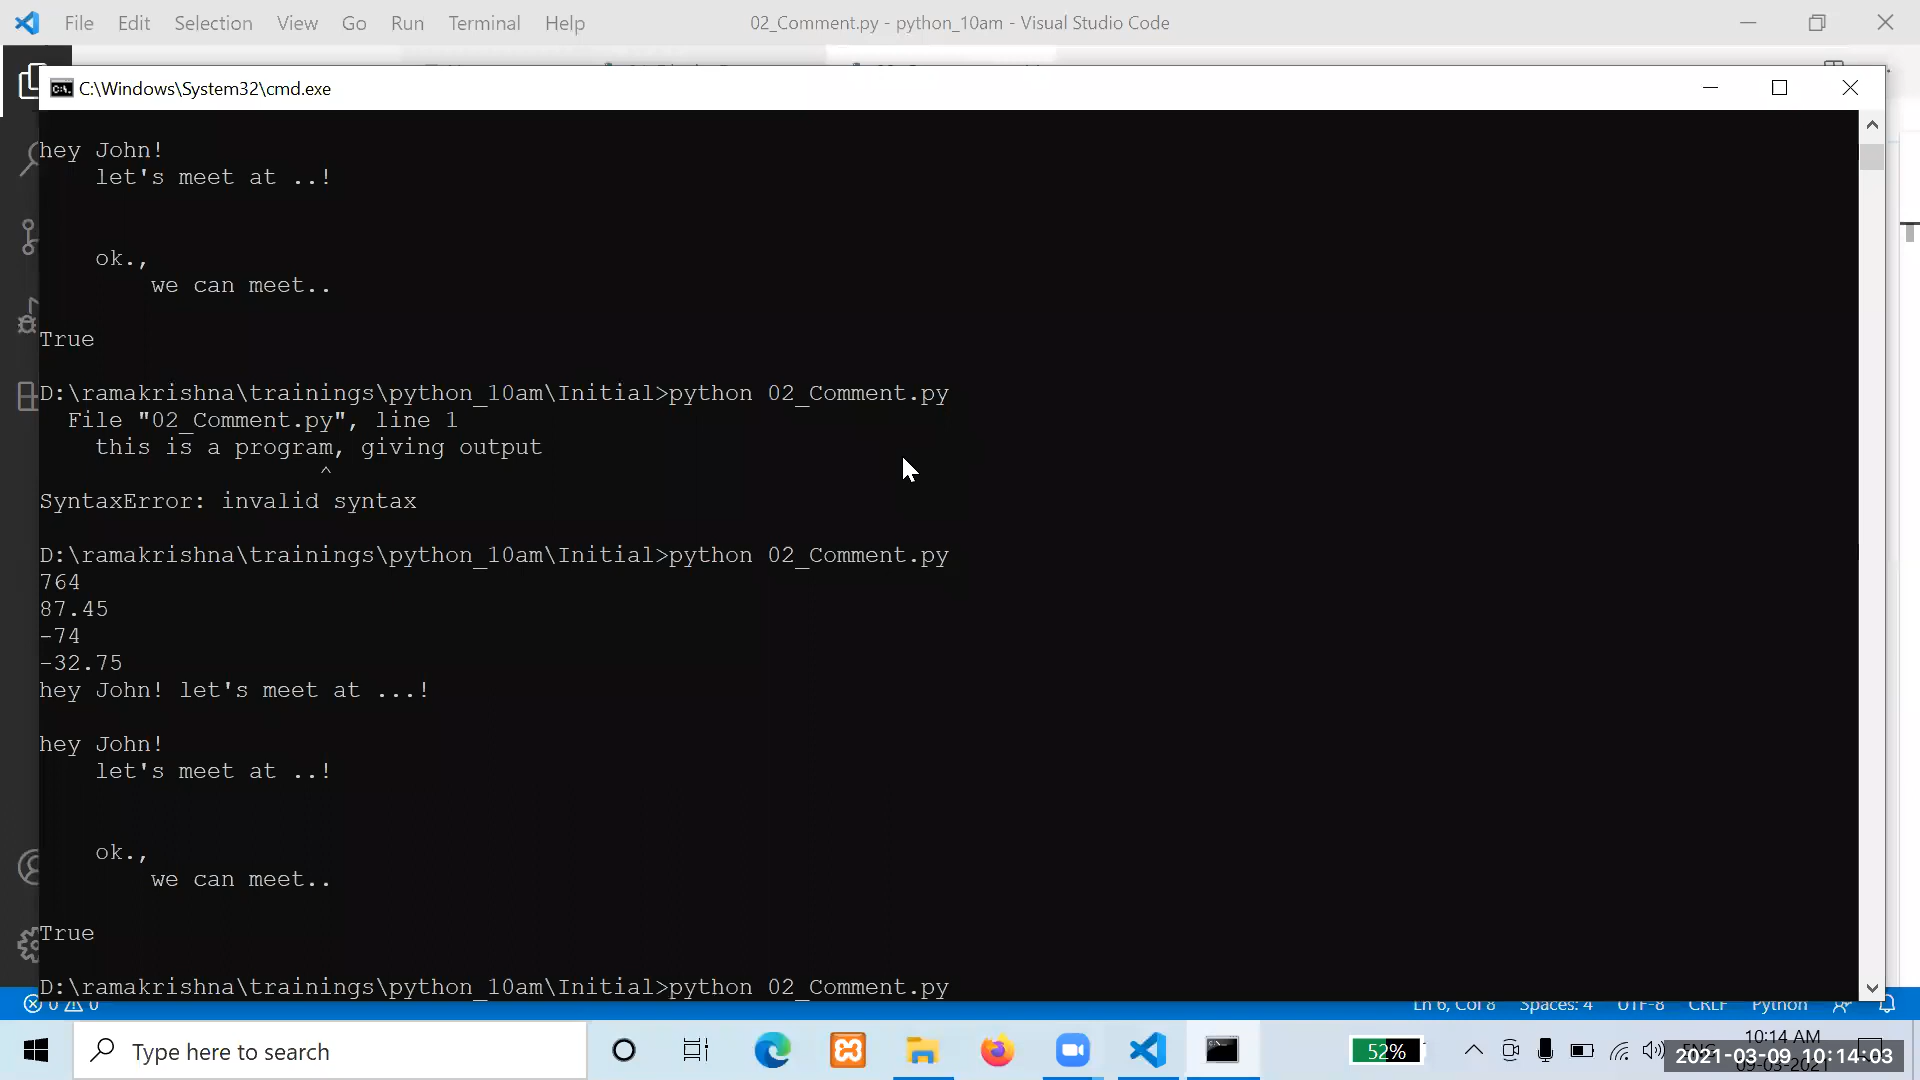 File Edit Selection View Go Run Terminal Help
02_Comment.py - python_10am - Visual Studio Code
C:\Windows\System32\cmd.exe
hey John!
    let's meet at ..!
    ok.,
        we can meet..
True
D:\ramakrishna\trainings\python_10am\Initial>python 02_Comment.py
  File "02_Comment.py", line 1
    this is a program, giving output
                    ^
SyntaxError: invalid syntax
D:\ramakrishna\trainings\python_10am\Initial>python 02_Comment.py
764
87.45
-74
-32.75
hey John! let's meet at ...!
hey John!
    let's meet at ..!
    ok.,
        we can meet..
True
D:\ramakrishna\trainings\python_10am\Initial>python 02_Comment.py
0 0 Ln 6, Col 8 Spaces: 4 UTF-8 CRLF Python
Type here to search
52%
10:14 AM
2021-03-09 10:14:03